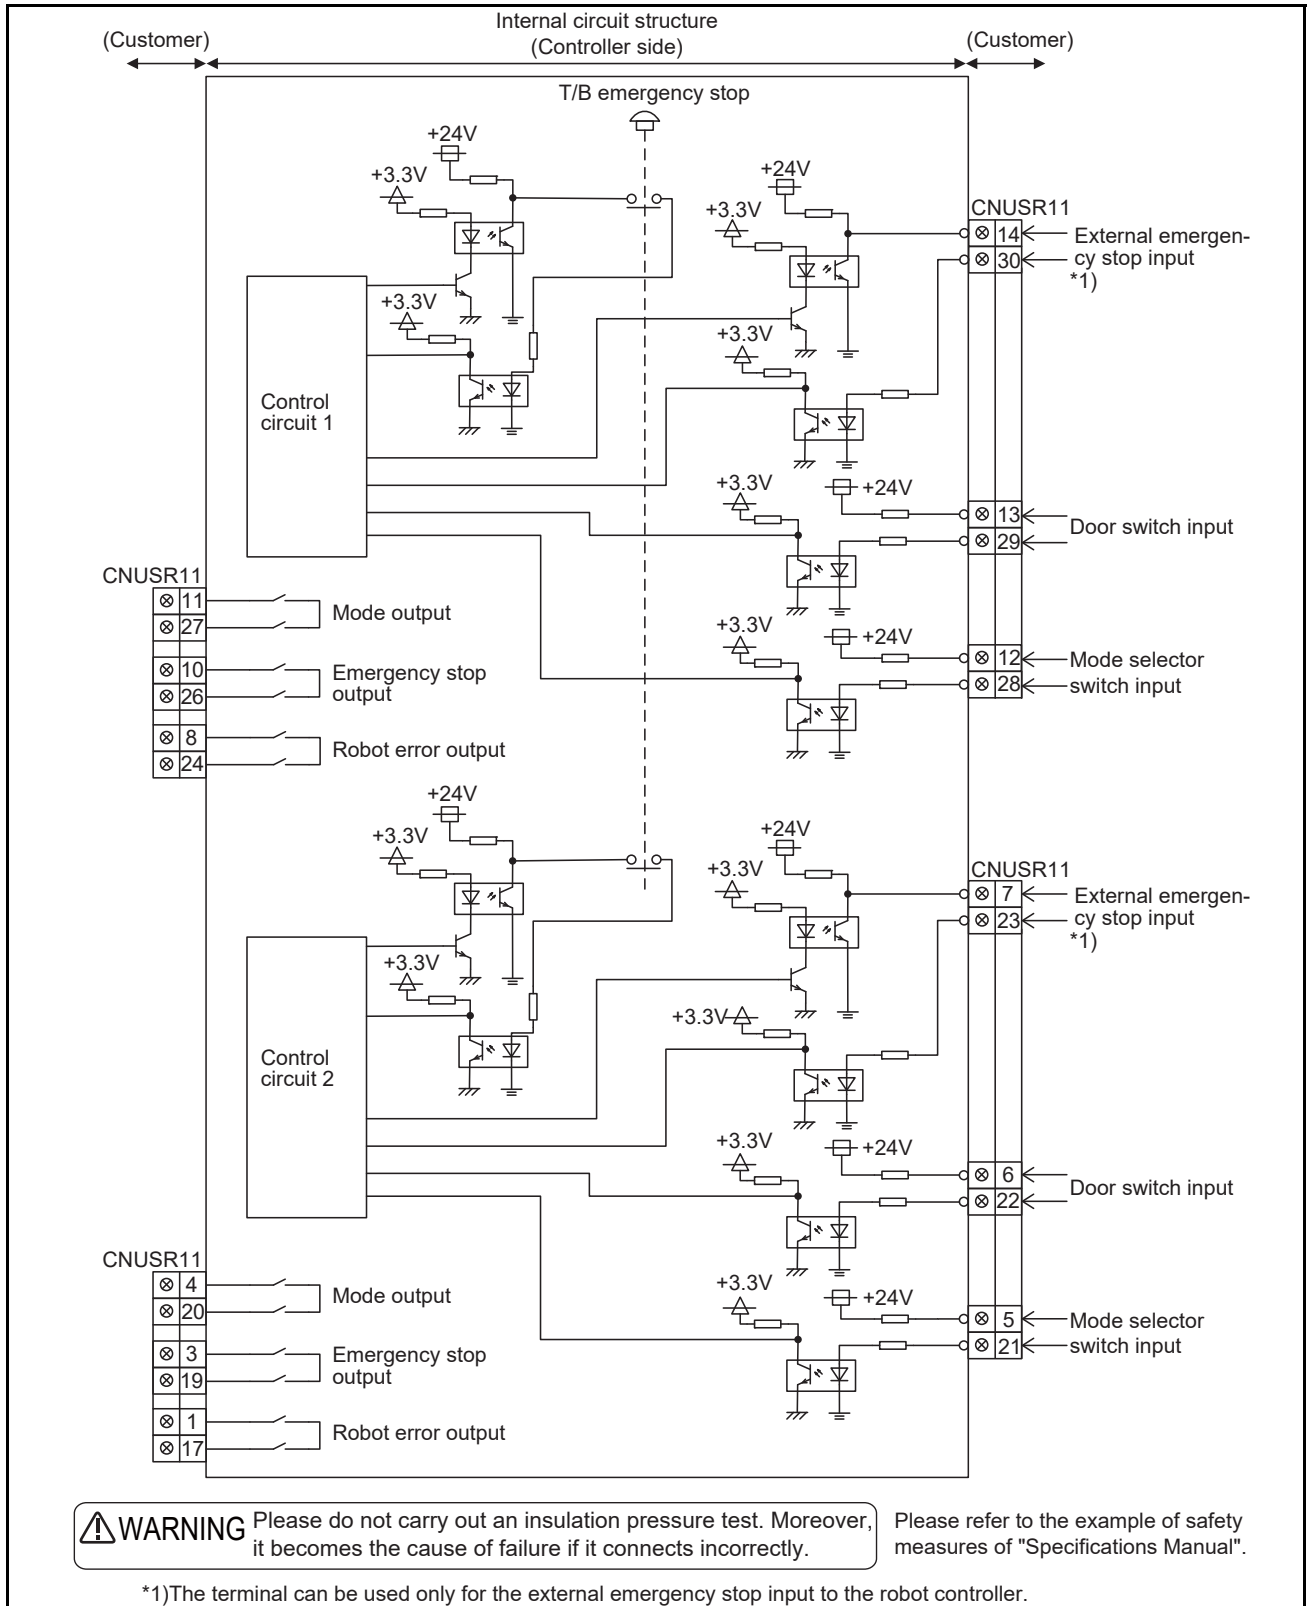 Internal circuit structure
(Controller side)
(Customer)
(Customer)
T/B emergency stop
+24V
+3.3V
+3.3V
Control
circuit 1
+24V
+3.3V
+3.3V
CNUSR11
14
30
External emergen-
cy stop input
*1)
+3.3V
+24V
13
29
Door switch input
+3.3V
+24V
12
28
Mode selector
switch input
CNUSR11
11
27
Mode output
10
26
Emergency stop
output
8
24
Robot error output
+24V
+3.3V
+3.3V
Control
circuit 2
+24V
+3.3V
+3.3V
CNUSR11
7
23
External emergen-
cy stop input
*1)
+3.3V
+24V
6
22
Door switch input
+3.3V
+24V
5
21
Mode selector
switch input
CNUSR11
4
20
Mode output
3
19
Emergency stop
output
1
17
Robot error output
WARNING
Please do not carry out an insulation pressure test. Moreover,
it becomes the cause of failure if it connects incorrectly.
Please refer to the example of safety
measures of "Specifications Manual".
*1)The terminal can be used only for the external emergency stop input to the robot controller.